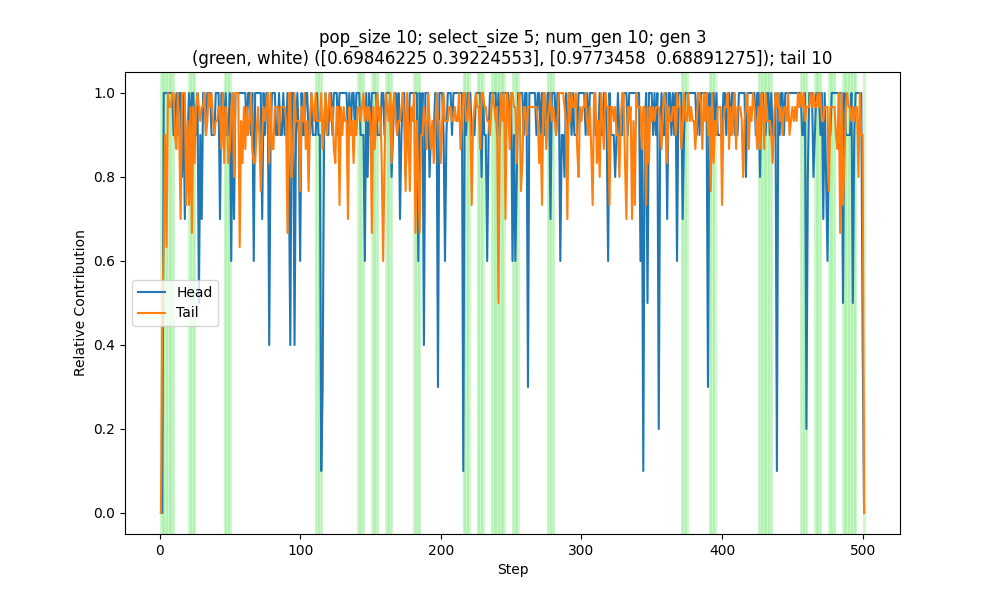 pop_size 10; select_size 5; num_gen 10; gen 3
(green, white) ([0.69846225 0.39224553], [0.9773458  0.68891275]); tail 10
1.0
0.8
0.6
0.4
0.2
0.0
Relative Contribution
Head
Tail
0
100
200
300
400
500
Step